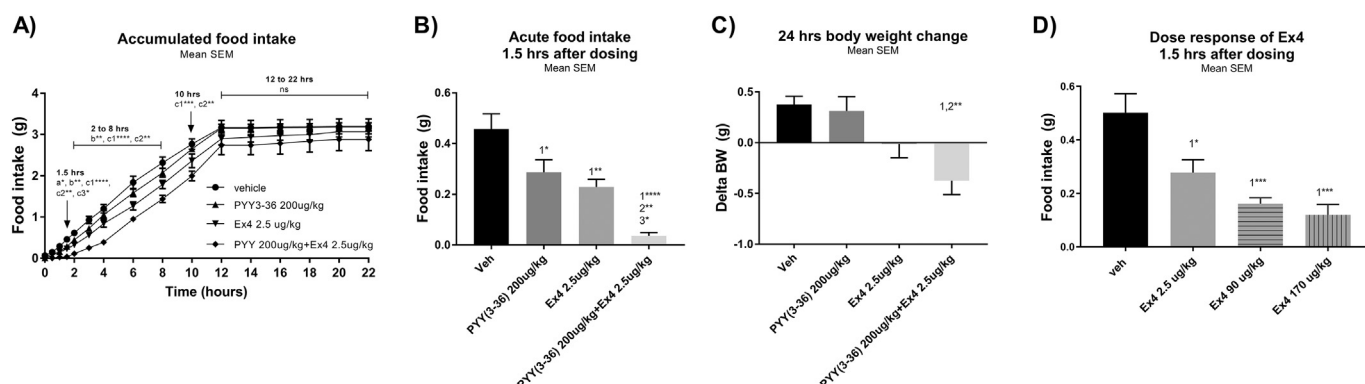 A)
Accumulated food intake
Mean SEM
Food intake (g)
4
3
2
1
0
12 to 22 hrs
ns
10 hrs
c1***, c2**
2 to 8 hrs
b**, c1****, c2**
1.5 hrs
a*, b**, c1****,
c2**, c3*
vehicle
PYY3-36 200ug/kg
Ex4 2.5 ug/kg
PYY 200ug/kg+Ex4 2.5ug/kg
0 2 4 6 8 10 12 14 16 18 20 22
Time (hours)
B)
Acute food intake
1.5 hrs after dosing
Mean SEM
Food intake (g)
0.6
0.4
0.2
0.0
1*
1**
1****
2**
3*
Veh
PYY(3-36) 200ug/kg
Ex4 2.5ug/kg
PYY(3-36) 200ug/kg+Ex4 2.5ug/kg
C)
24 hrs body weight change
Mean SEM
Delta BW (g)
0.5
0.0
-0.5
-1.0
1,2**
Veh
PYY(3-36) 200ug/kg
Ex4 2.5ug/kg
PYY(3-36) 200ug/kg+Ex4 2.5ug/kg
D)
Dose response of Ex4
1.5 hrs after dosing
Mean SEM
Food intake (g)
0.6
0.4
0.2
0.0
1*
1***
1***
veh
Ex4 2.5 ug/kg
Ex4 90 ug/kg
Ex4 170 ug/kg